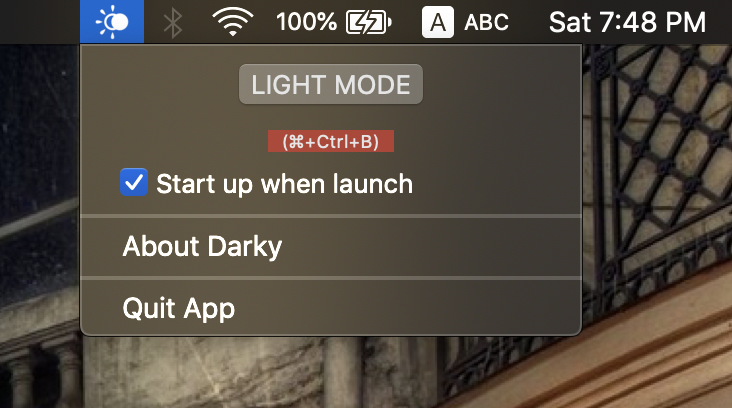 100% A ABC Sat 7:48 PM
LIGHT MODE
(⌘+Ctrl+B)
Start up when launch
About Darky
Quit App